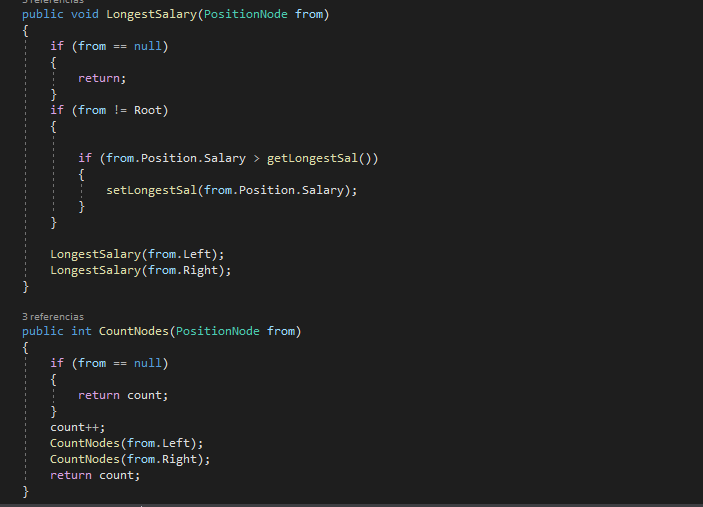 3 referencias
public void LongestSalary(PositionNode from)
{
if (from == null)
{
return;
}
if (from != Root)
{
if (from.Position.Salary > getLongestSal())
{
setLongestSal(from.Position.Salary);
}
}
LongestSalary(from.Left);
LongestSalary(from.Right);
}
3 referencias
public int CountNodes(PositionNode from)
{
if (from == null)
{
return count;
}
count++;
CountNodes(from.Left);
CountNodes(from.Right);
return count;
}